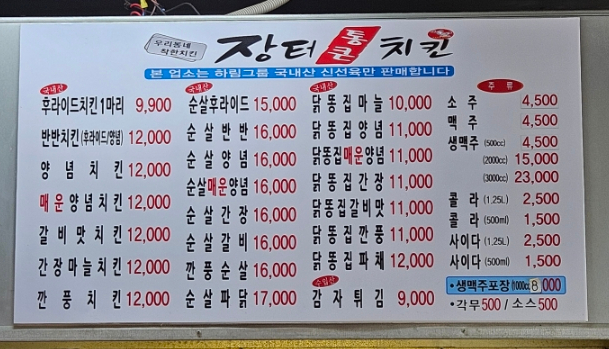 우리동네
착한치킨
장터 통큰 치킨
본 업소는 하림그룹 국내산 신선육만 판매합니다
국내산
후라이드치킨1마리 9,900
반반치킨(후라이드/양념) 12,000
양념치킨 12,000
매운양념치킨 12,000
갈비맛치킨 12,000
간장마늘치킨 12,000
깐풍치킨 12,000
국내산
순살후라이드 15,000
순살반반 16,000
순살양념 16,000
순살매운양념 16,000
순살간장 16,000
순살갈비 16,000
깐풍순살 16,000
순살파닭 17,000
국내산
닭똥집마늘 10,000
닭똥집양념 11,000
닭똥집매운양념 11,000
닭똥집간장 11,000
닭똥집갈비맛 11,000
닭똥집깐풍 11,000
닭똥집파채 12,000
수입산
감자튀김 9,000
주류
소주 4,500
맥주 4,500
생맥주 (500cc) 4,500
(2000cc) 15,000
(3000cc) 23,000
콜라 (1.25L) 2,500
콜라 (500ml) 1,500
사이다 (1.25L) 2,500
사이다 (500ml) 1,500
•생맥주포장(1000cc) 8,000
•각무500 / 소스500